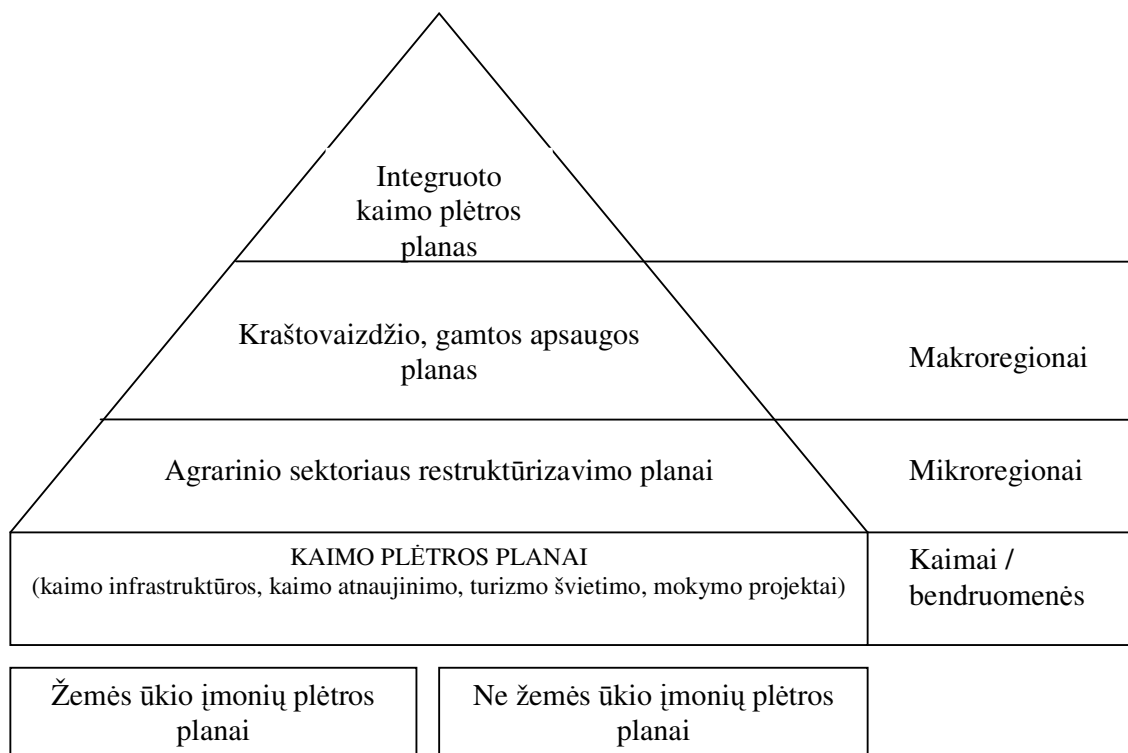 Integruoto
kaimo plėtros
planas
Kraštovaizdžio, gamtos apsaugos
planas
Makroregionai
Agrarinio sektoriaus restruktūrizavimo planai
Mikroregionai
KAIMO PLĖTROS PLANAI
(kaimo infrastruktūros, kaimo atnaujinimo, turizmo švietimo, mokymo projektai)
Kaimai /
bendruomenės
Žemės ūkio įmonių plėtros
planai
Ne žemės ūkio įmonių plėtros
planai